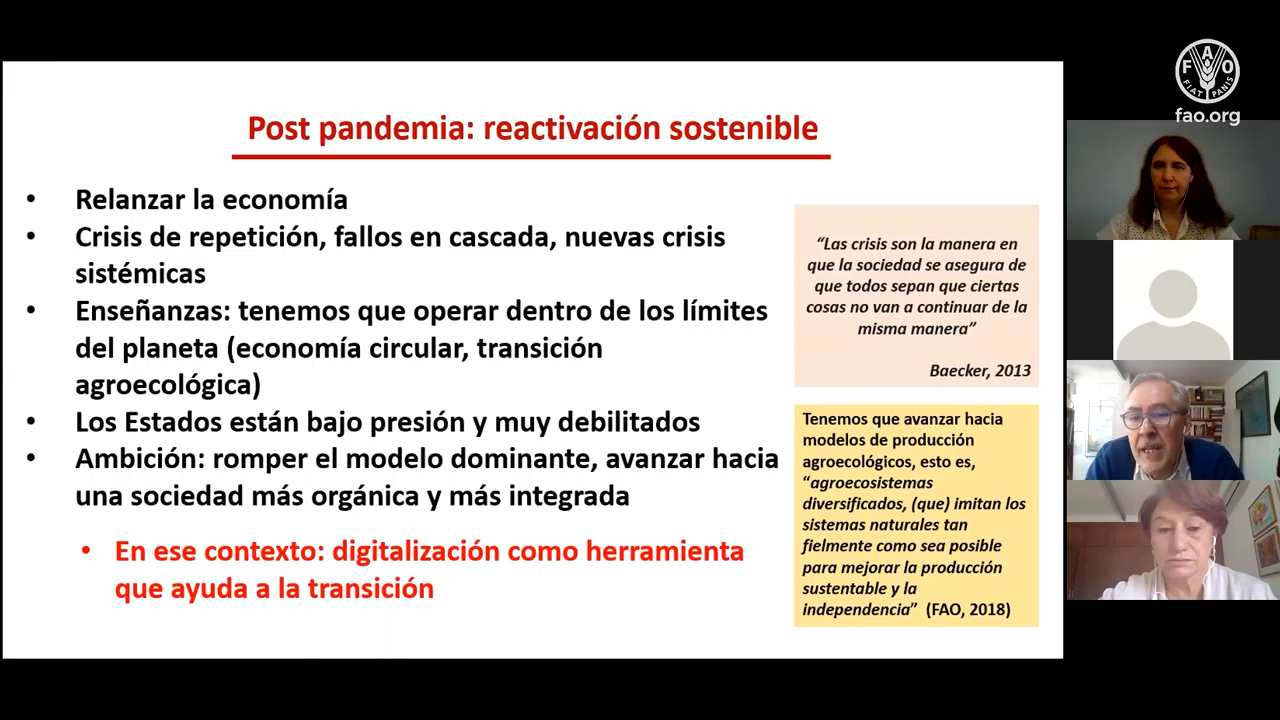 Post pandemia: reactivación sostenible
• Relanzar la economía
• Crisis de repetición, fallos en cascada, nuevas crisis
sistémicas
• Enseñanzas: tenemos que operar dentro de los límites
del planeta (economía circular, transición
agroecológica)
• Los Estados están bajo presión y muy debilitados
• Ambición: romper el modelo dominante, avanzar hacia
una sociedad más orgánica y más integrada
• En ese contexto: digitalización como herramienta
que ayuda a la transición
“Las crisis son la manera en
que la sociedad se asegura de
que todos sepan que ciertas
cosas no van a continuar de la
misma manera”
Baecker, 2013
Tenemos que avanzar hacia
modelos de producción
agroecológicos, esto es,
“agroecosistemas
diversificados, (que) imitan los
sistemas naturales tan
fielmente como sea posible
para mejorar la producción
sustentable y la
independencia” (FAO, 2018)
FAO
FIAT PANIS
fao.org